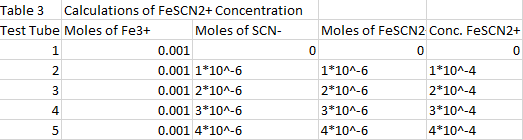 Table 3 Calculations of FeSCN2+ Concentration
Test Tube Moles of Fe3+ Moles of SCN- Moles of FeSCN2 Conc. FeSCN2+
1 0.001 0 0 0
2 0.001 1*10^-6 1*10^-6 1*10^-4
3 0.001 2*10^-6 2*10^-6 2*10^-4
4 0.001 3*10^-6 3*10^-6 3*10^-4
5 0.001 4*10^-6 4*10^-6 4*10^-4